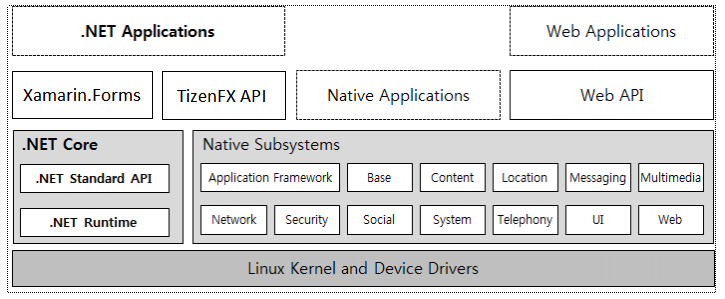 .NET Applications
Web Applications
Xamarin.Forms
TizenFX API
Native Applications
Web API
.NET Core
.NET Standard API
.NET Runtime
Native Subsystems
Application Framework
Base
Content
Location
Messaging
Multimedia
Network
Security
Social
System
Telephony
UI
Web
Linux Kernel and Device Drivers